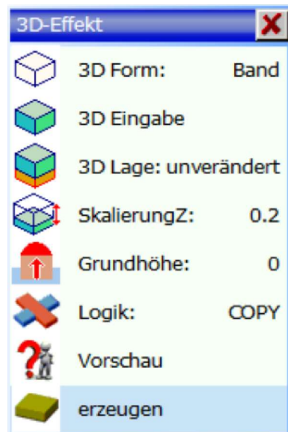 3D-Effekt
3D Form: Band
3D Eingabe
3D Lage: unverändert
SkalierungZ: 0.2
Grundhöhe: 0
Logik: COPY
Vorschau
erzeugen